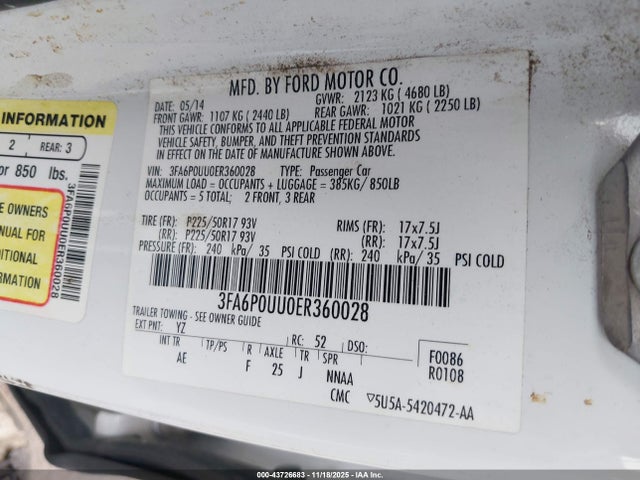 MFD. BY FORD MOTOR CO.
DATE: 05/14 GVWR: 2123 KG ( 4680 LB)
FRONT GAWR: 1107 KG ( 2440 LB) REAR GAWR: 1021 KG ( 2250 LB)
THIS VEHICLE CONFORMS TO ALL APPLICABLE FEDERAL MOTOR
VEHICLE SAFETY, BUMPER, AND THEFT PREVENTION STANDARDS
IN EFFECT ON THE DATE OF MANUFACTURE SHOWN ABOVE.
VIN: 3FA6P0UU0ER360028 TYPE: Passenger Car
MAXIMUM LOAD = OCCUPANTS + LUGGAGE = 385KG/850LB
OCCUPANTS = 5 TOTAL; 2 FRONT, 3 REAR
TIRE (FR): P225/50R17 93V RIMS (FR): 17x7.5J
(RR): P225/50R17 93V (RR): 17x7.5J
PRESSURE (FR): 240 kPa/ 35 PSI COLD (RR): 240 kPa/ 35 PSI COLD
3FA6P0UU0ER360028
TRAILER TOWING - SEE OWNER GUIDE
EXT PNT: YZ RC: 52 DSO:
INT TR TP/PS R AXLE TR SPR
AE F 25 J NNAA
F0086
R0108
CMC ▽5U5A-5420472-AA
INFORMATION
2 REAR: 3
or 850 lbs.
OWNERS
MANUAL FOR
INFORMATION
3FA6P0UU0ER360028
© 000-43726683 - 11/18/2025 - IAAI.COM